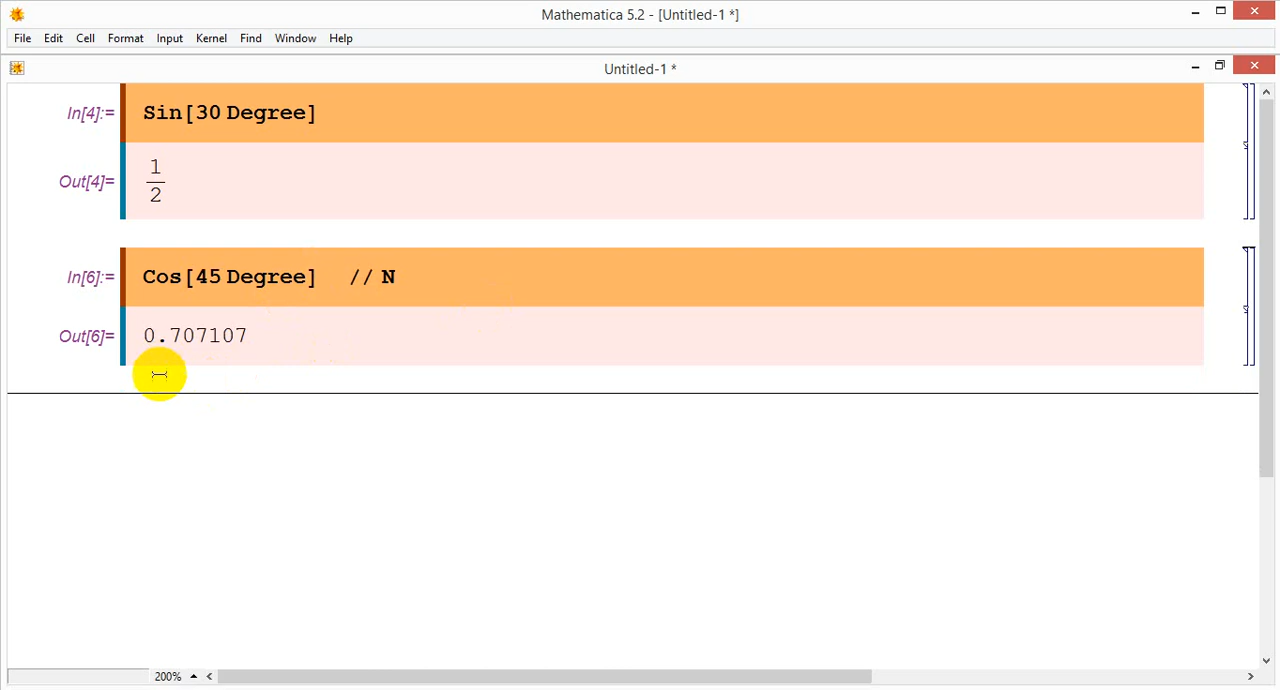 Mathematica 5.2 - [Untitled-1 *]
File Edit Cell Format Input Kernel Find Window Help
Untitled-1 *
In[4]:= Sin[30 Degree]
Out[4]= 1/2
In[6]:= Cos[45 Degree] // N
Out[6]= 0.707107
200%